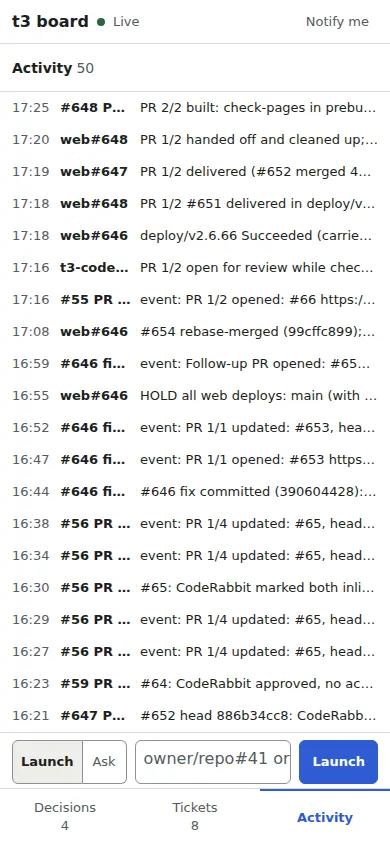 t3 board ● Live Notify me
Activity 50
17:25 #648 P... PR 2/2 built: check-pages in prebu...
17:20 web#648 PR 1/2 handed off and cleaned up;...
17:19 web#647 PR 1/2 delivered (#652 merged 4...
17:18 web#648 PR 1/2 #651 delivered in deploy/v...
17:18 web#646 deploy/v2.6.66 Succeeded (carrie...
17:16 t3-code... PR 1/2 open for review while chec...
17:16 #55 PR ... event: PR 1/2 opened: #66 https:/...
17:08 web#646 #654 rebase-merged (99cffc899);...
16:59 #646 fi... event: Follow-up PR opened: #65...
16:55 web#646 HOLD all web deploys: main (with ...
16:52 #646 fi... event: PR 1/1 updated: #653, hea...
16:47 #646 fi... event: PR 1/1 opened: #653 https...
16:44 #646 fi... #646 fix committed (390604428):...
16:38 #56 PR ... event: PR 1/4 updated: #65, head...
16:34 #56 PR ... event: PR 1/4 updated: #65, head...
16:30 #56 PR ... #65: CodeRabbit marked both inli...
16:29 #56 PR ... event: PR 1/4 updated: #65, head...
16:27 #56 PR ... event: PR 1/4 updated: #65, head...
16:23 #59 PR ... #64: CodeRabbit approved, no ac...
16:21 #647 P... #652 head 886b34cc8: CodeRabb...
Launch Ask owner/repo#41 or Launch
Decisions Tickets Activity
4 8